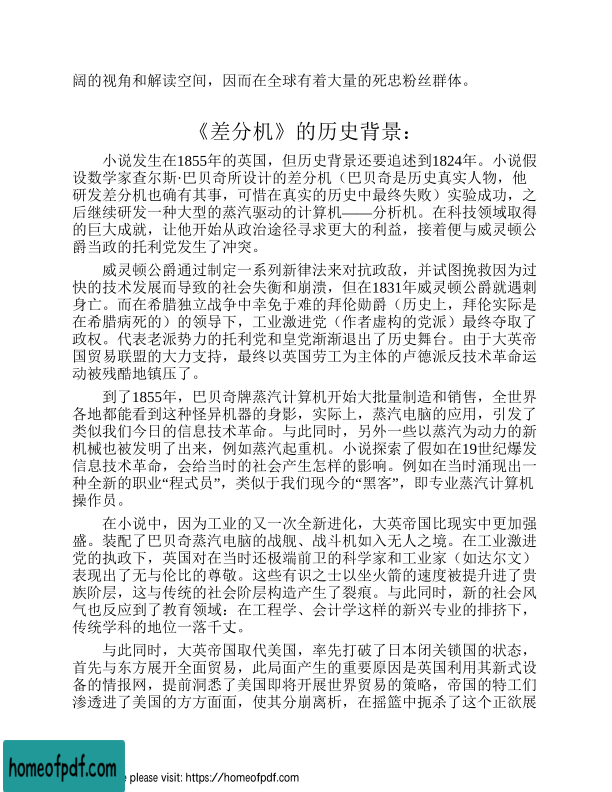 阔的视角和解读空间，因而在全球有着大量的死忠粉丝群体。
《差分机》的历史背景：
小说发生在1855年的英国，但历史背景还要追述到1824年。小说假
设数学家查尔斯·巴贝奇所设计的差分机（巴贝奇是历史真实人物，他
研发差分机也确有其事，可惜在真实的历史中最终失败）实验成功，之
后继续研发一种大型的蒸汽驱动的计算机——分析机。在科技领域取得
的巨大成就，让他开始从政治途径寻求更大的利益，接着便与威灵顿公
爵当政的托利党发生了冲突。
威灵顿公爵通过制定一系列新律法来对抗政敌，并试图挽救因为过
快的技术发展而导致的社会失衡和崩溃，但在1831年威灵顿公爵就遇刺
身亡。而在希腊独立战争中幸免于难的拜伦勋爵（历史上，拜伦实际是
在希腊病死的）的领导下，工业激进党（作者虚构的党派）最终夺取了
政权。代表老派势力的托利党和皇党渐渐退出了历史舞台。由于大英帝
国贸易联盟的大力支持，最终以英国劳工为主体的卢德派反技术革命运
动被残酷地镇压了。
到了1855年，巴贝奇牌蒸汽计算机开始大批量制造和销售，全世界
各地都能看到这种怪异机器的身影，实际上，蒸汽电脑的应用，引发了
类似我们今日的信息技术革命。与此同时，另外一些以蒸汽为动力的新
机械也被发明了出来，例如蒸汽起重机。小说探索了假如在19世纪爆发
信息技术革命，会给当时的社会产生怎样的影响。例如在当时涌现出一
种全新的职业“程式员”，类似于我们现今的“黑客”，即专业蒸汽计算机
操作员。
在小说中，因为工业的又一次全新进化，大英帝国比现实中更加强
盛。装配了巴贝奇蒸汽电脑的战舰、战斗机如入无人之境。在工业激进
党的执政下，英国对在当时还极端前卫的科学家和工业家（如达尔文）
表现出了无与伦比的尊敬。这些有识之士以坐火箭的速度被提升进了贵
族阶层，这与传统的社会阶层构造产生了裂痕。与此同时，新的社会风
气也反应到了教育领域：在工程学、会计学这样的新兴专业的排挤下，
传统学科的地位一落千丈。
与此同时，大英帝国取代美国，率先打破了日本闭关锁国的状态，
首先与东方展开全面贸易，此局面产生的重要原因是英国利用其新式设
备的情报网，提前洞悉了美国即将开展世界贸易的策略，帝国的特工们
渗透进了美国的方方面面，使其分崩离析，在摇篮中扼杀了这个正欲展
homeofpdf.com
e please visit: https://homeofpdf.com